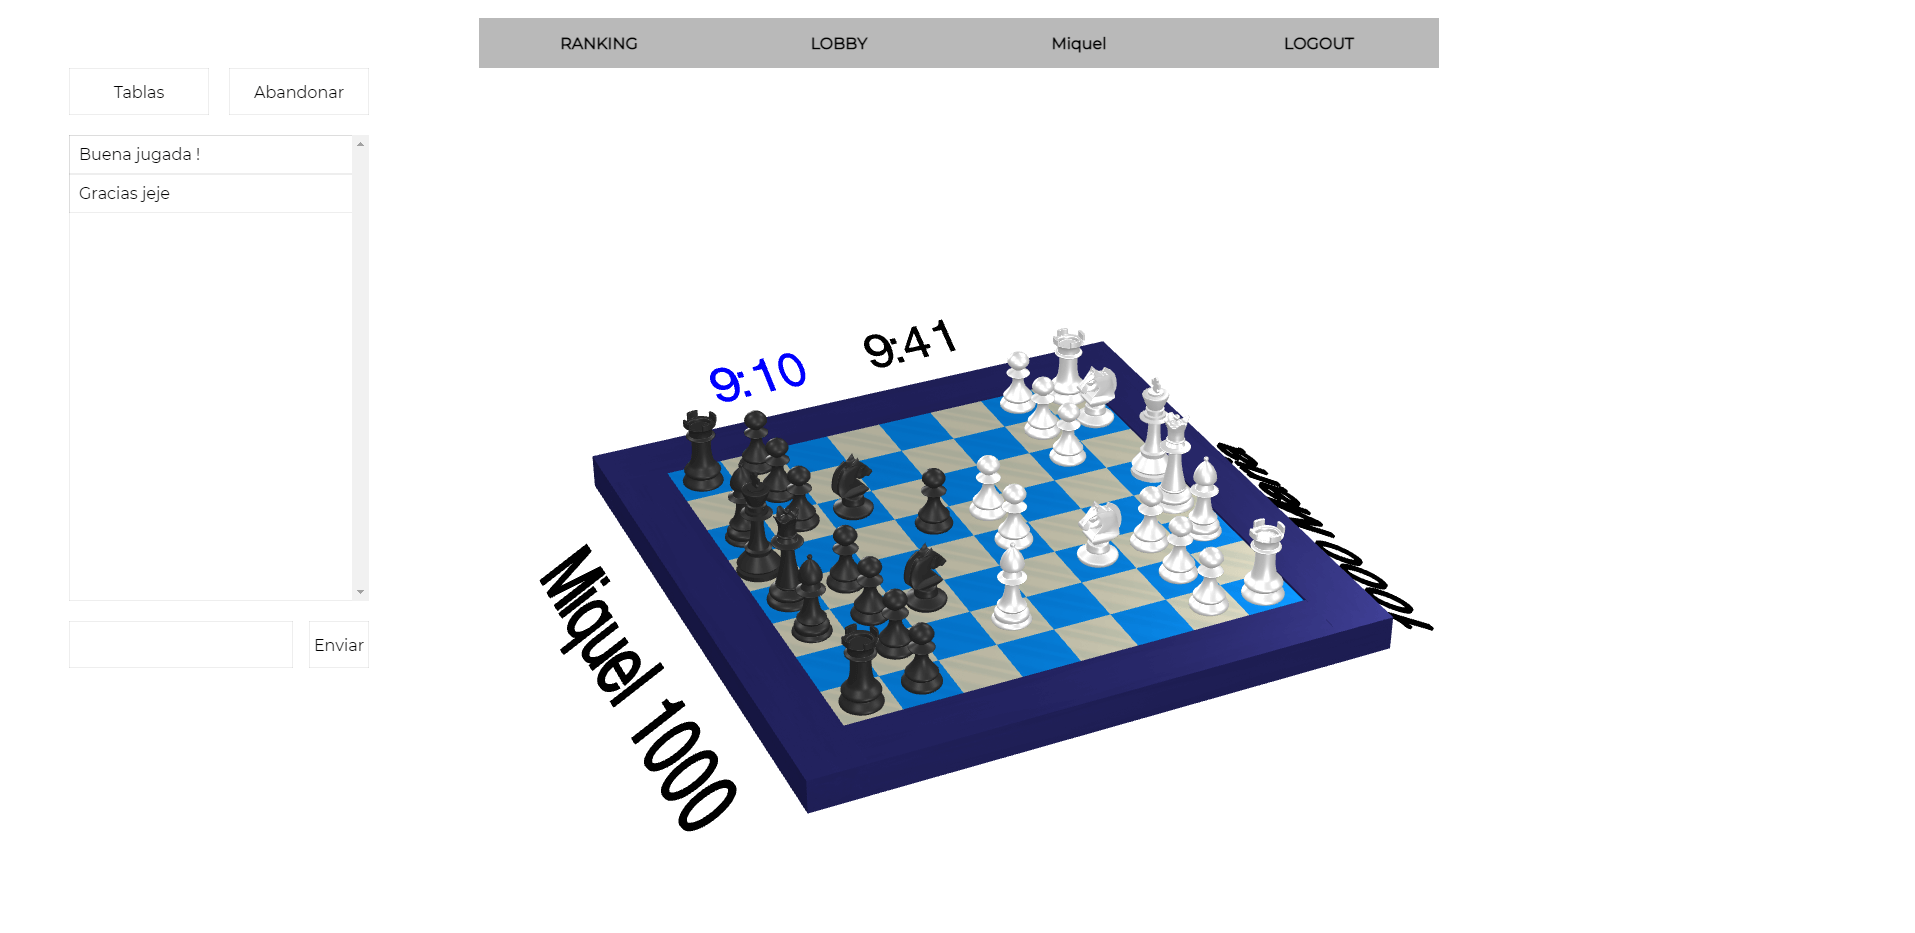 RANKING LOBBY Miquel LOGOUT
Tablas Abandonar
Buena jugada !
Gracias jeje
Enviar
9:10 9:41
Miquel 1000